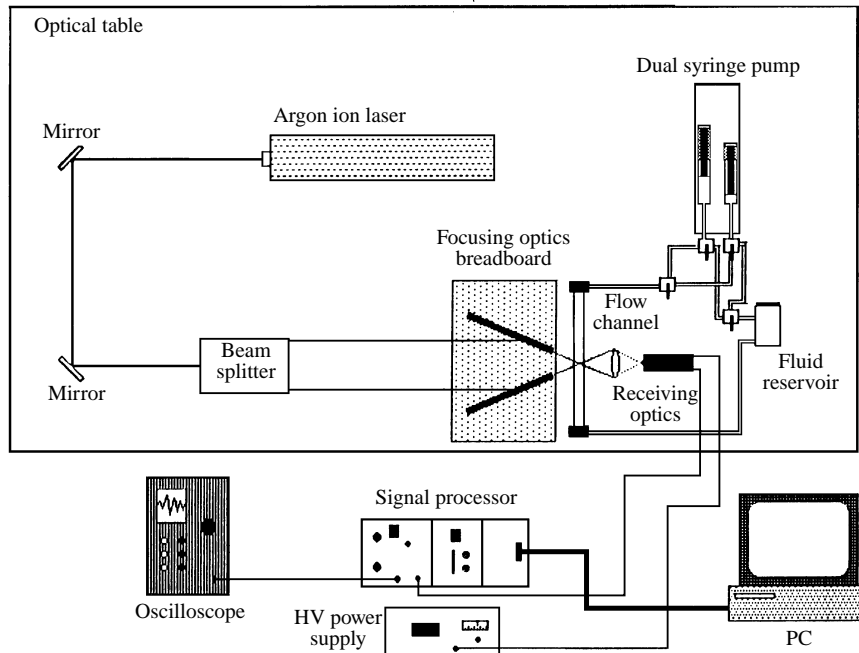 Optical table
Dual syringe pump
Argon ion laser
Mirror
Focusing optics
breadboard
Flow
channel
Beam
splitter
Mirror
Receiving
optics
Fluid
reservoir
Signal processor
Oscilloscope
HV power
supply
PC